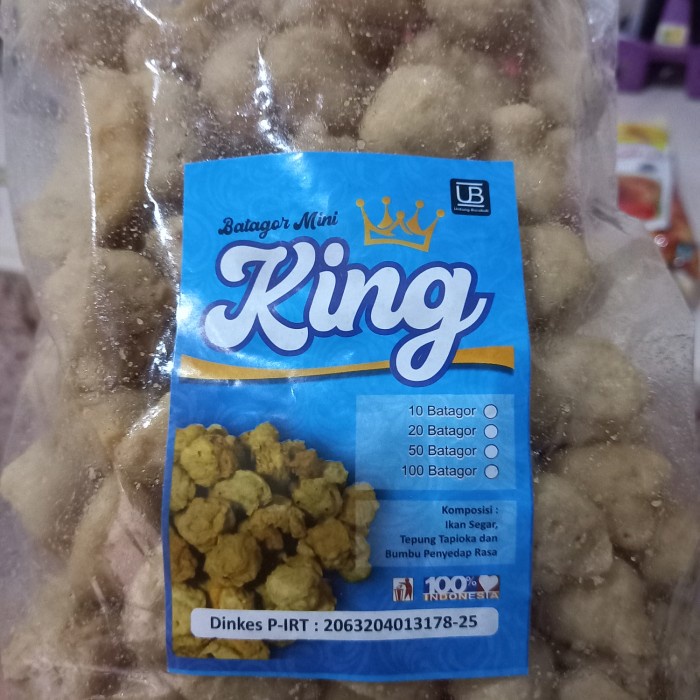 UB
Batagor Mini
King
10 Batagor
20 Batagor
50 Batagor
100 Batagor
Komposisi :
Ikan Segar,
Tepung Tapioka dan
Bumbu Penyedap Rasa
100%
INDONESIA
Dinkes P-IRT : 2063204013178-25